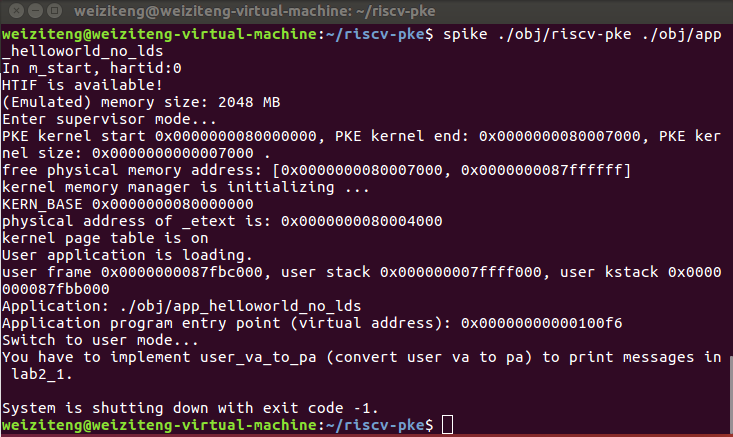 weiziteng@weiziteng-virtual-machine: ~/riscv-pke
weiziteng@weiziteng-virtual-machine:~/riscv-pke$ spike ./obj/riscv-pke ./obj/app
_helloworld_no_lds
In m_start, hartid:0
HTIF is available!
(Emulated) memory size: 2048 MB
Enter supervisor mode...
PKE kernel start 0x0000000080000000, PKE kernel end: 0x0000000080007000, PKE ker
nel size: 0x0000000000007000 .
free physical memory address: [0x0000000080007000, 0x0000000087ffffff]
kernel memory manager is initializing ...
KERN_BASE 0x0000000080000000
physical address of _etext is: 0x0000000080004000
kernel page table is on
User application is loading.
user frame 0x0000000087fbc000, user stack 0x000000007ffff000, user kstack 0x0000
000087fbb000
Application: ./obj/app_helloworld_no_lds
Application program entry point (virtual address): 0x00000000000100f6
Switch to user mode...
You have to implement user_va_to_pa (convert user va to pa) to print messages in
 lab2_1.

System is shutting down with exit code -1.
weiziteng@weiziteng-virtual-machine:~/riscv-pke$